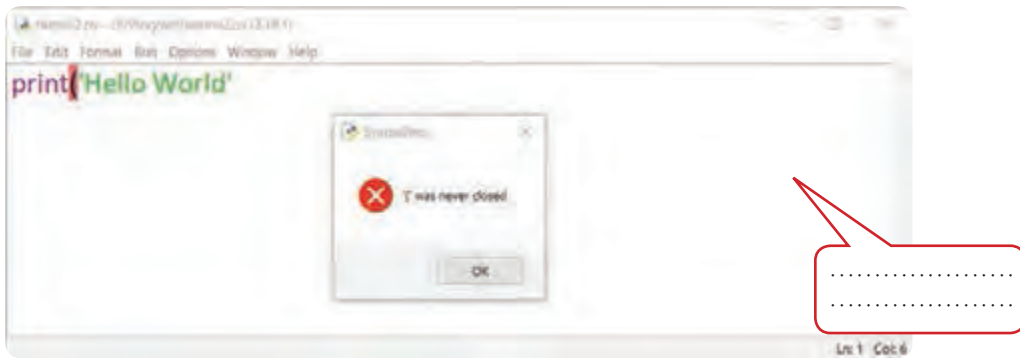 File Edit Format Run Options Window Help
print('Hello World'
SyntaxError
'(' was never closed
OK
.....................
.....................
Ln: 1 Col: 6